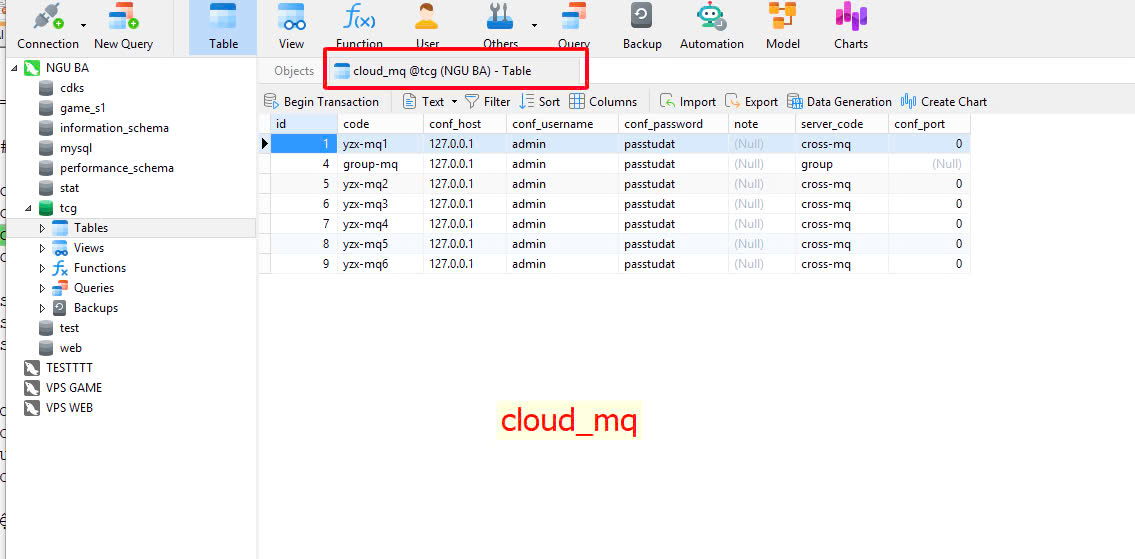 Connection New Query Table View Function User Others Query Backup Automation Model Charts
NGU BA
cdks
game_s1
information_schema
mysql
performance_schema
stat
tcg
Tables
Views
Functions
Queries
Backups
test
web
TESTTTT
VPS GAME
VPS WEB
Objects cloud_mq @tcg (NGU BA) - Table
Begin Transaction Text Filter Sort Columns Import Export Data Generation Create Chart
id code conf_host conf_username conf_password note server_code conf_port
1 yzx-mq1 127.0.0.1 admin passtudat (Null) cross-mq 0
4 group-mq 127.0.0.1 admin passtudat (Null) group (Null)
5 yzx-mq2 127.0.0.1 admin passtudat (Null) cross-mq 0
6 yzx-mq3 127.0.0.1 admin passtudat (Null) cross-mq 0
7 yzx-mq4 127.0.0.1 admin passtudat (Null) cross-mq 0
8 yzx-mq5 127.0.0.1 admin passtudat (Null) cross-mq 0
9 yzx-mq6 127.0.0.1 admin passtudat (Null) cross-mq 0
cloud_mq